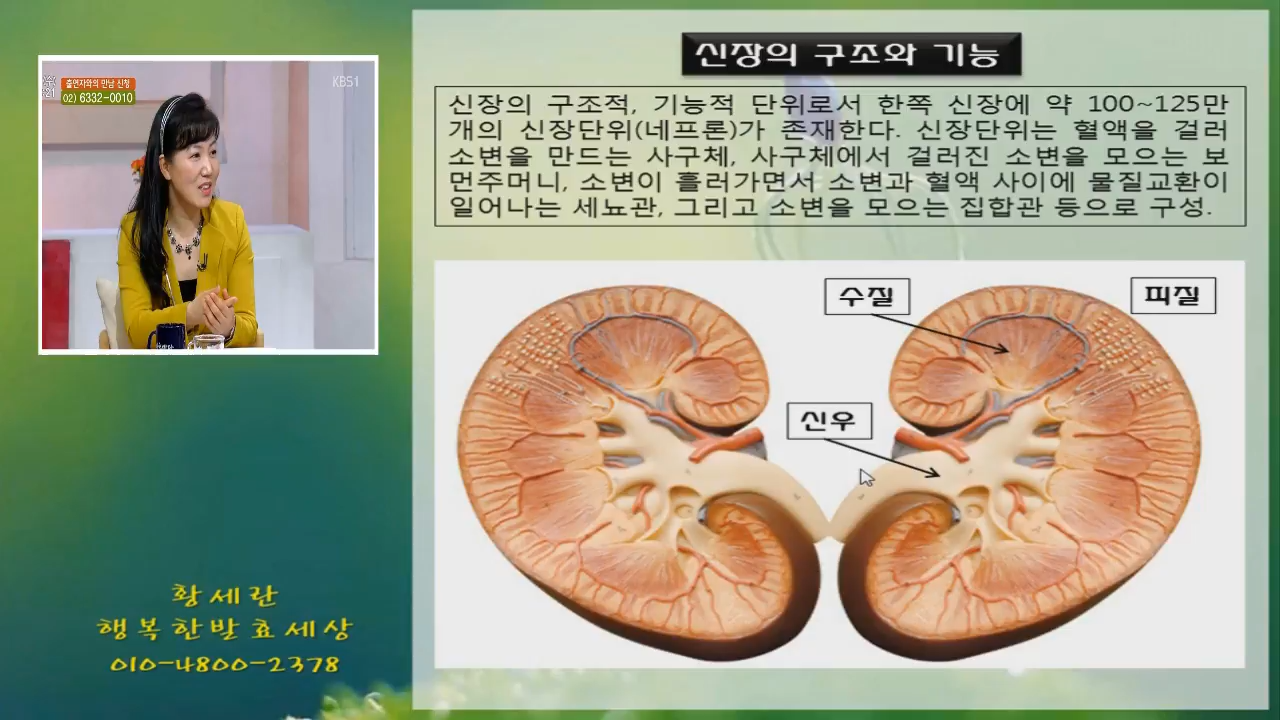 신장의 구조와 기능
출연자와의 만남 신청
02) 6332-0010
KBS1
신장의 구조적, 기능적 단위로서 한쪽 신장에 약 100~125만
개의 신장단위(네프론)가 존재한다. 신장단위는 혈액을 걸러
소변을 만드는 사구체, 사구체에서 걸러진 소변을 모으는 보
먼주머니, 소변이 흘러가면서 소변과 혈액 사이에 물질교환이
일어나는 세뇨관, 그리고 소변을 모으는 집합관 등으로 구성.
수질
피질
신우
황세란
행복한발효세상
010-4800-2378